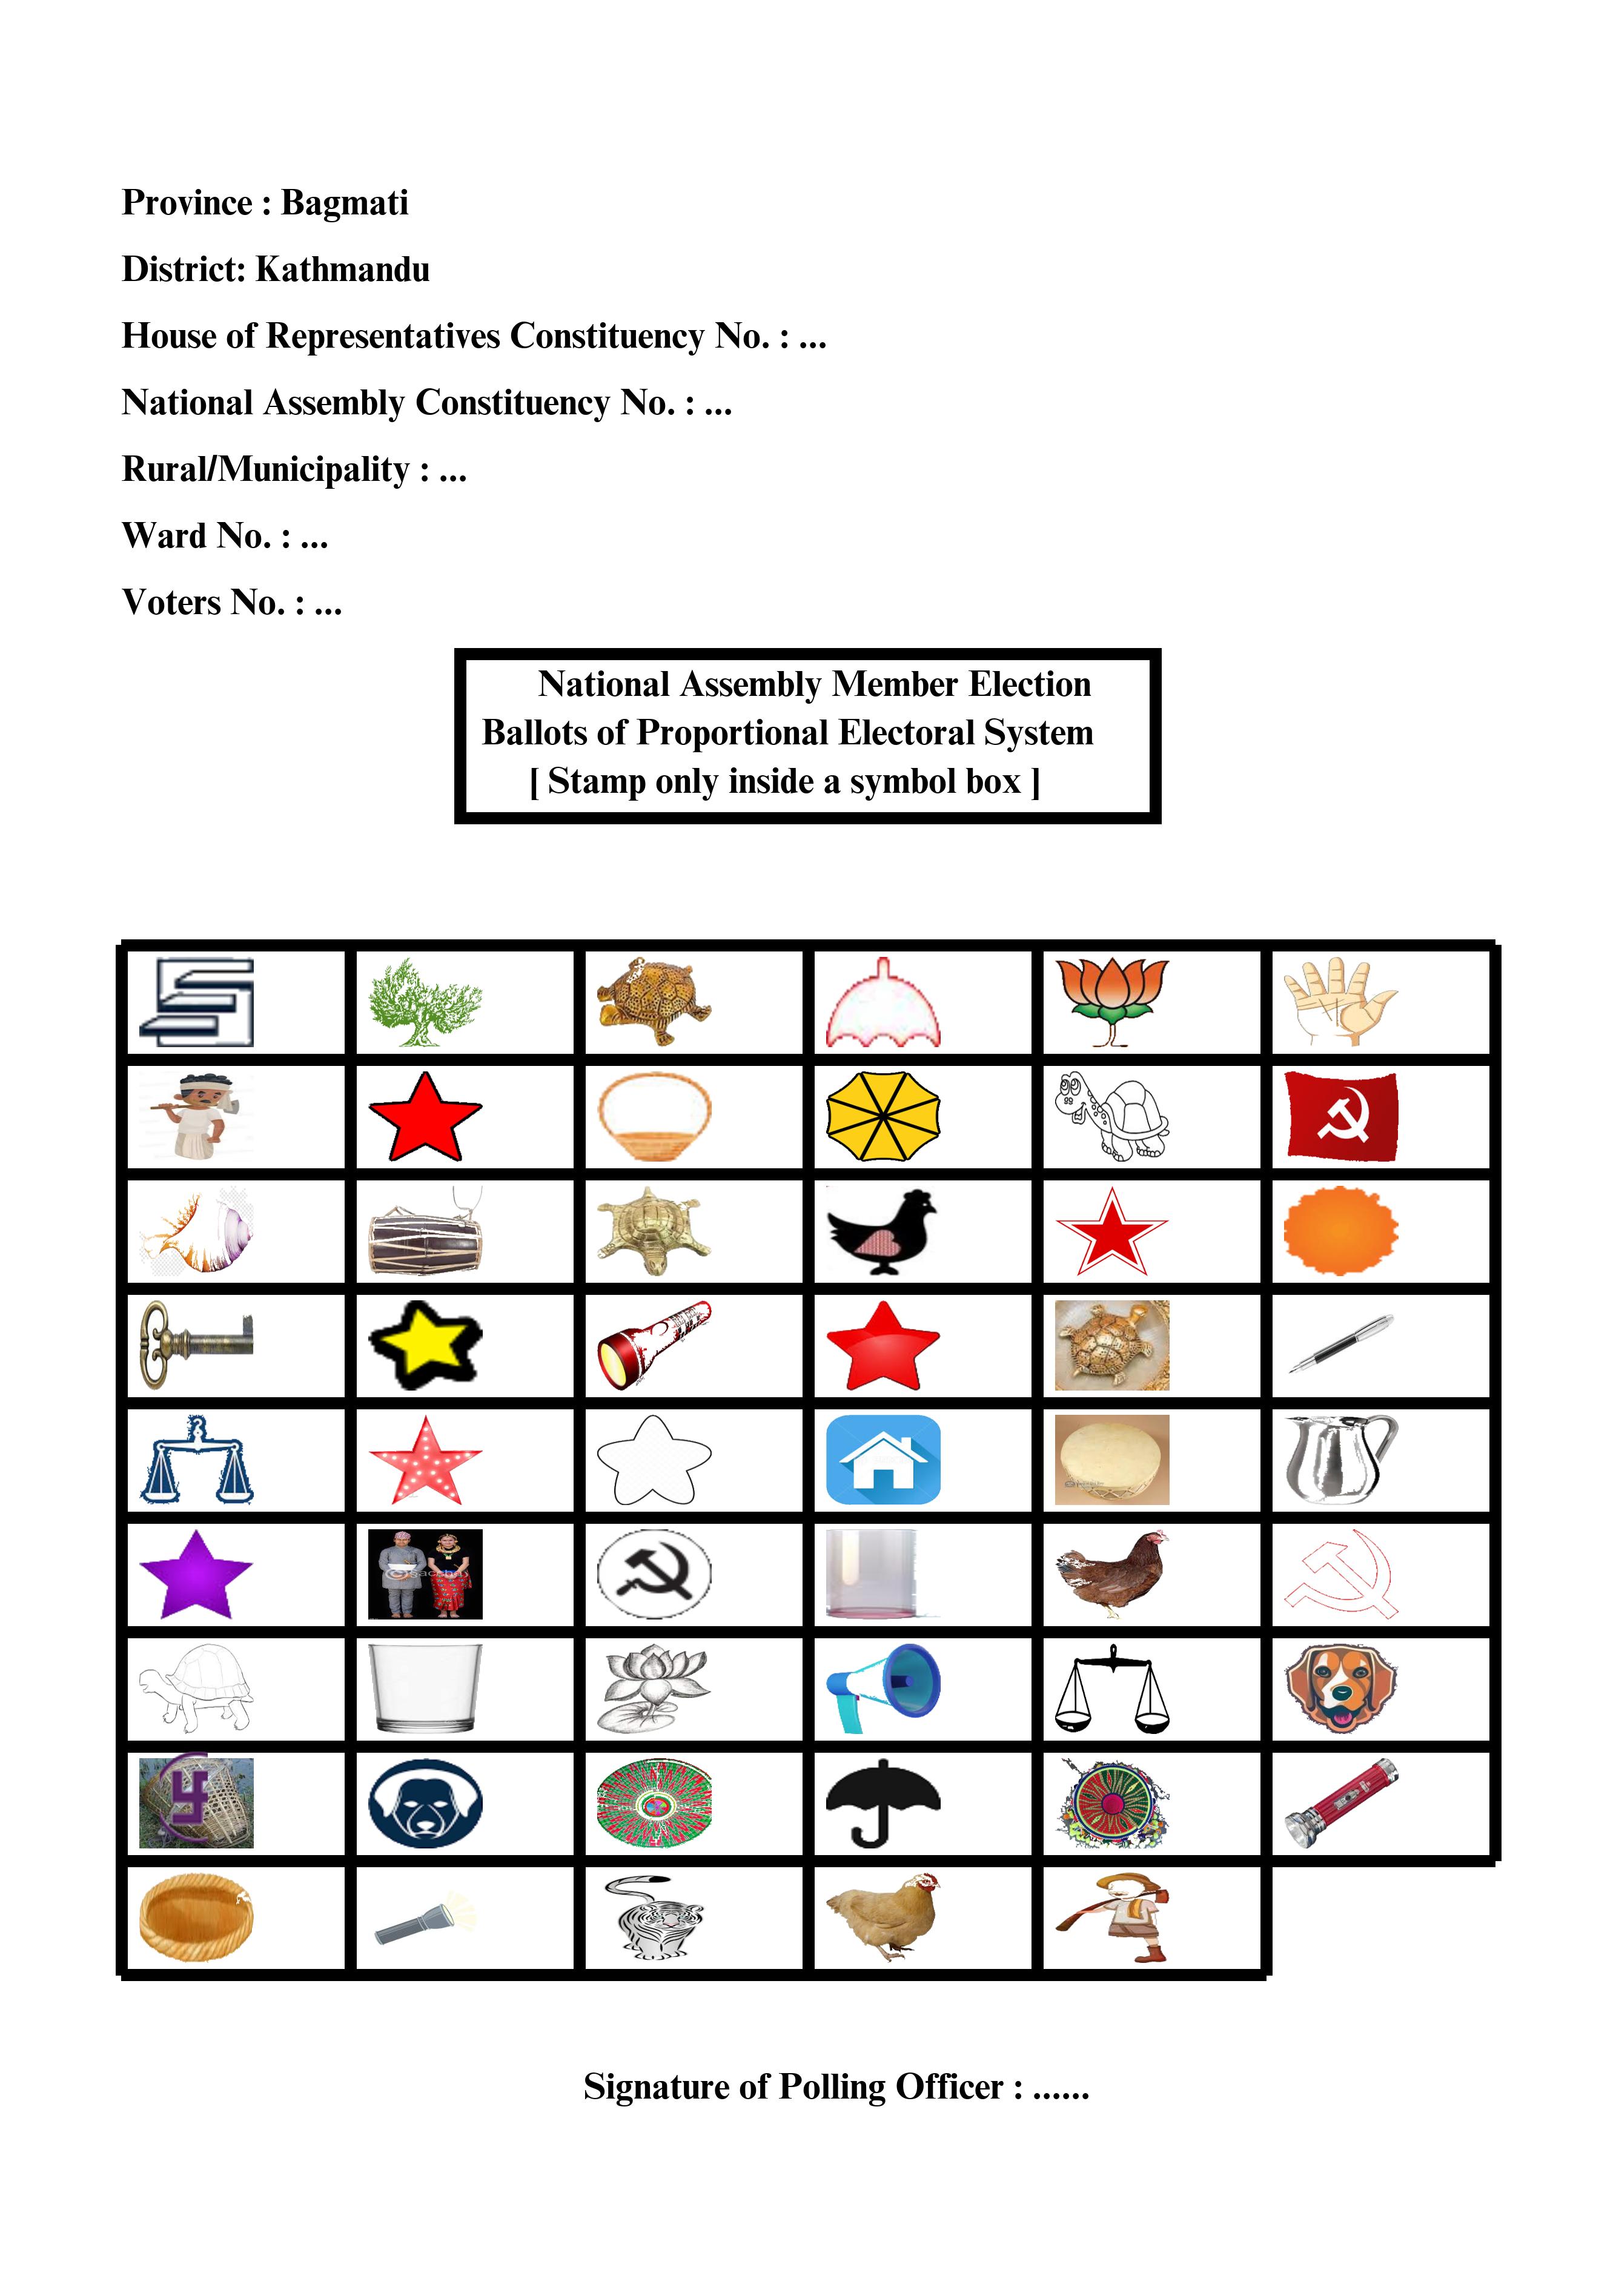 Province : Bagmati
District: Kathmandu
House of Representatives Constituency No. : ...
National Assembly Constituency No. : ...
Rural/Municipality : ...
Ward No. : ...
Voters No. : ...
National Assembly Member Election
Ballots of Proportional Electoral System
[ Stamp only inside a symbol box ]
Signature of Polling Officer : ......